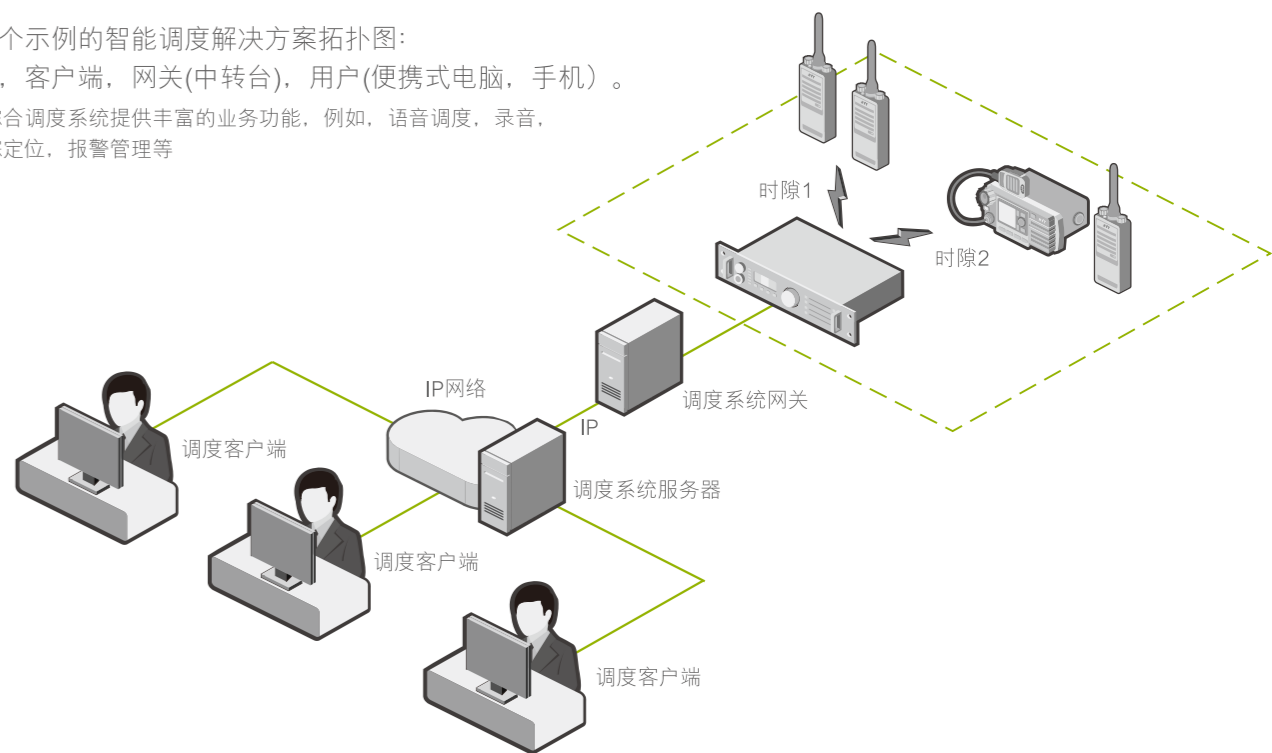 个示例的智能调度解决方案拓扑图:
，客户端，网关(中转台)，用户(便携式电脑，手机）。
合调度系统提供丰富的业务功能，例如，语音调度，录音，
定位，报警管理等
时隙1
时隙2
调度系统网关
IP网络
IP
调度客户端
调度系统服务器
调度客户端
调度客户端